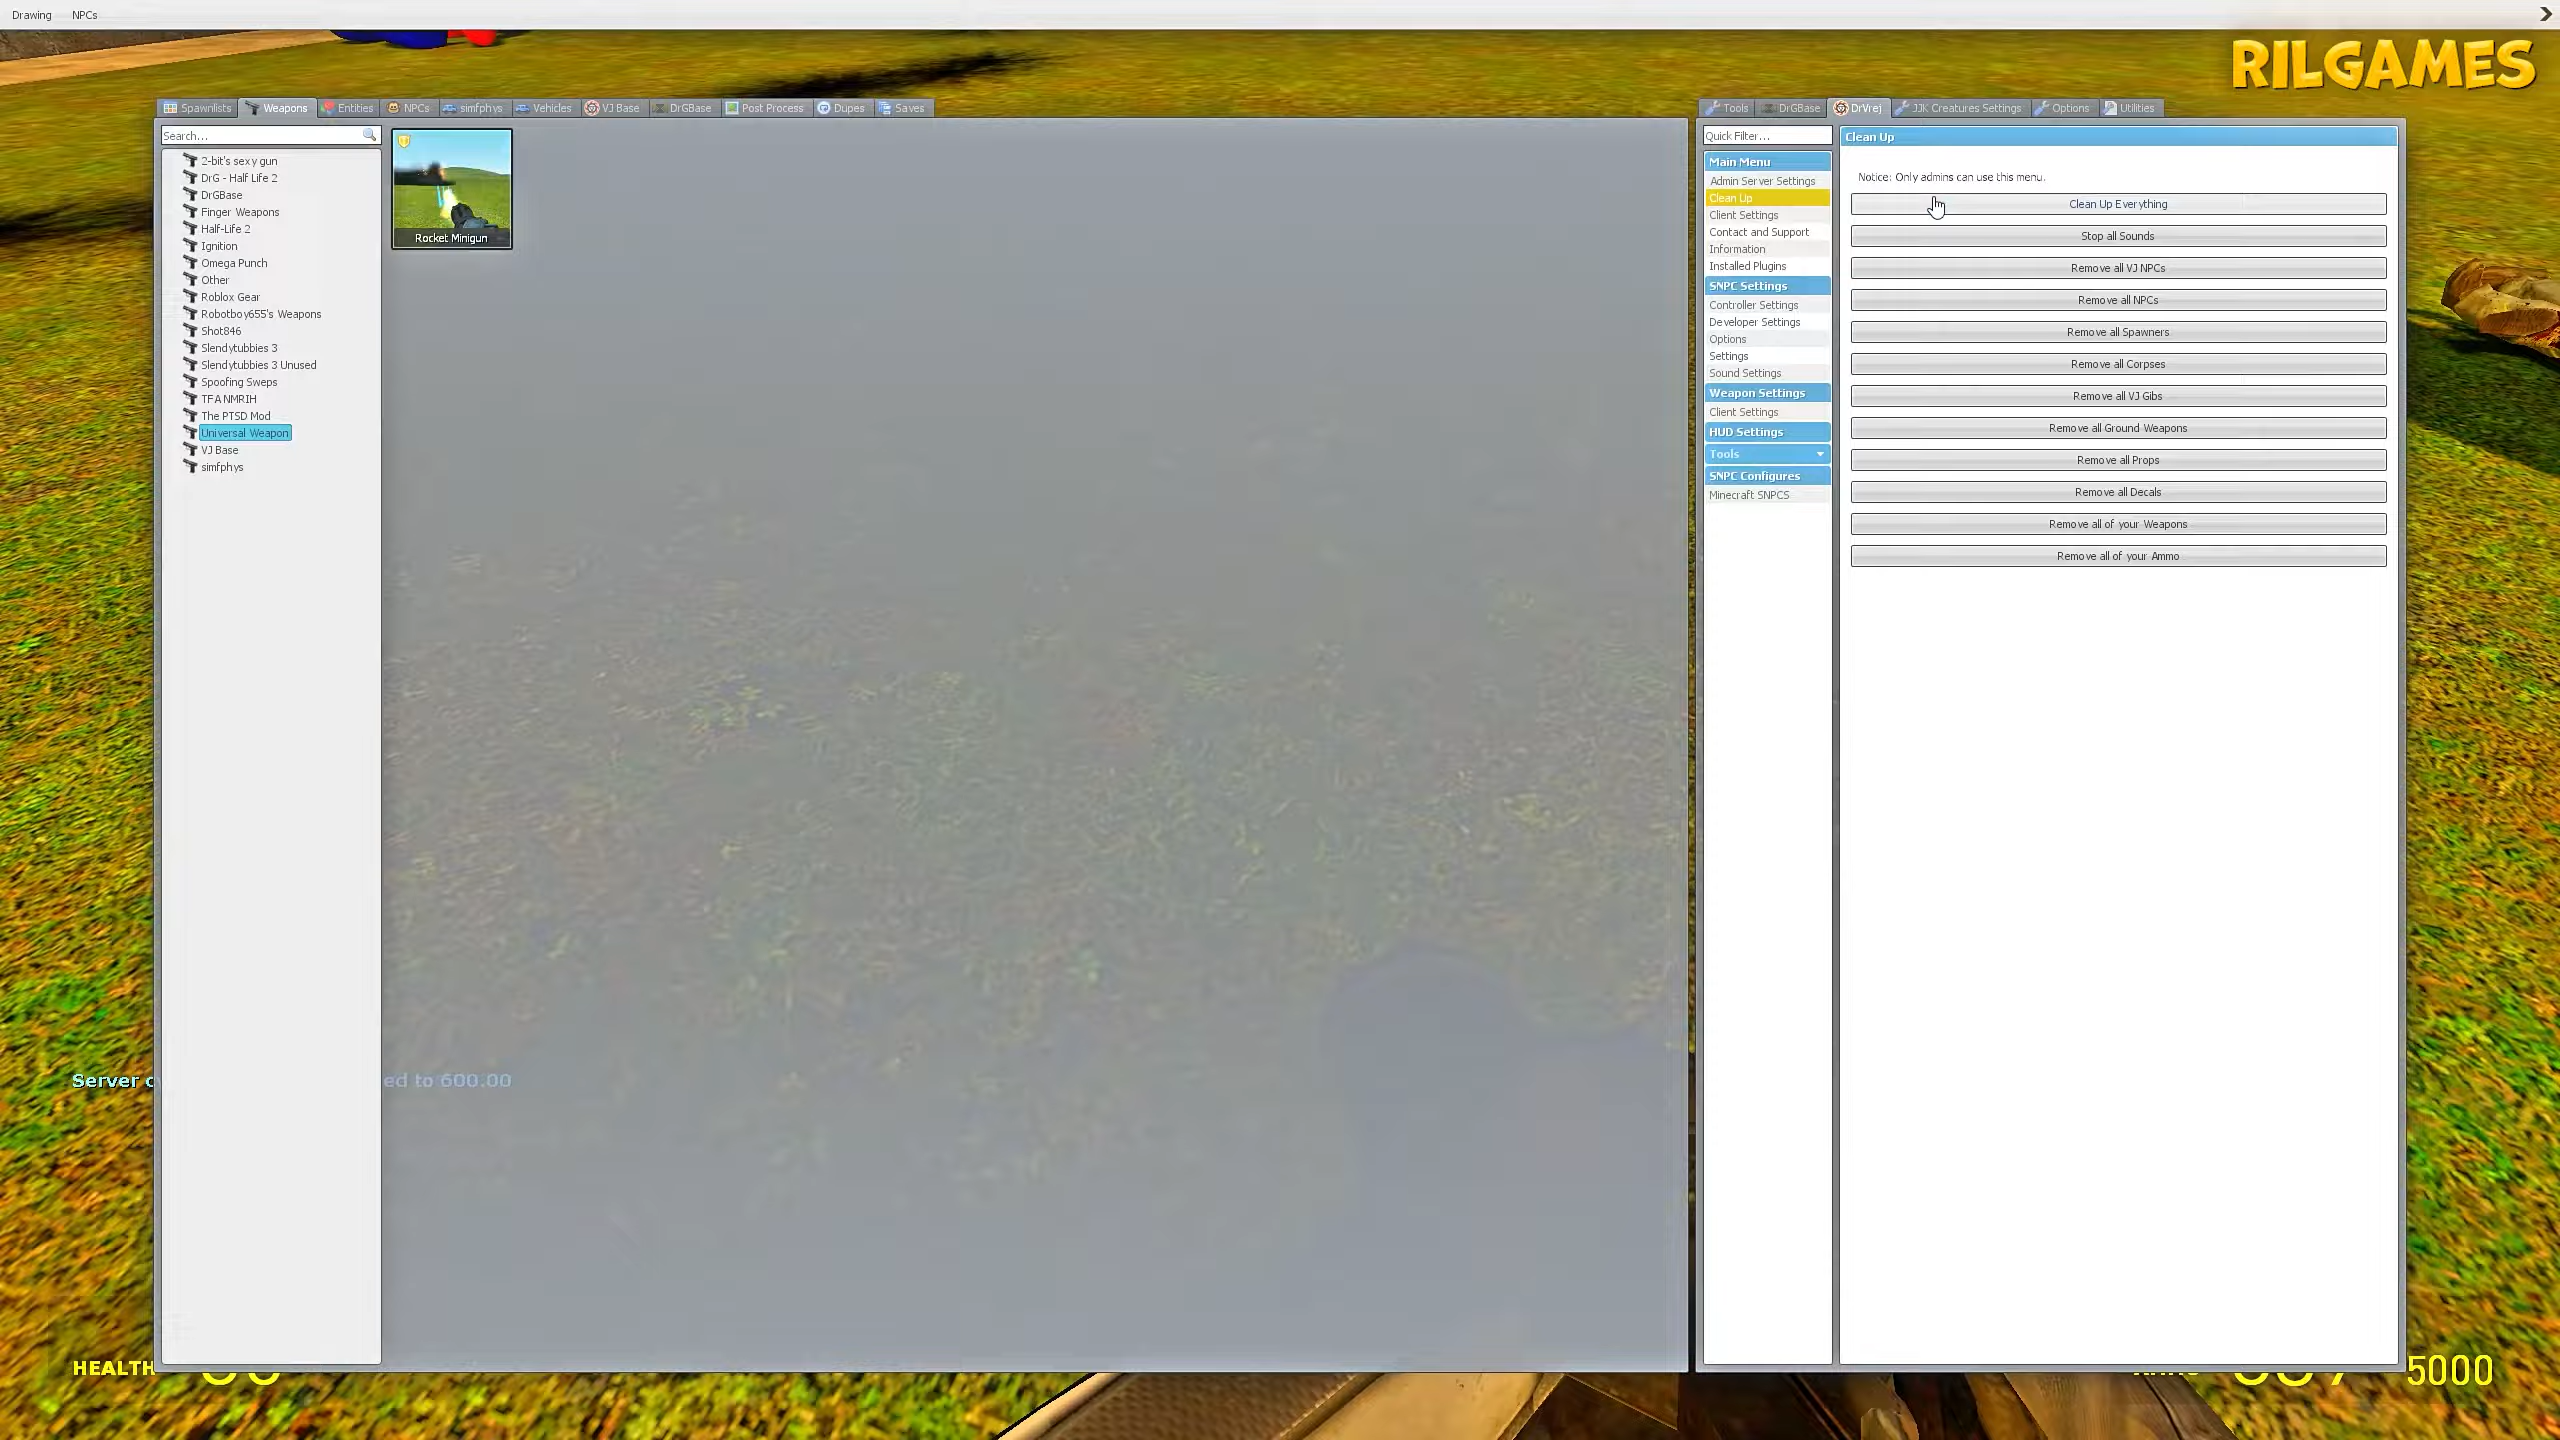 Drawing NPCs
RILGAMES
Spawnlists Weapons Entities NPCs simfphys Vehicles VJ Base DrGBase Post Process Dupes Saves
Search...
2-bit's sexy gun
DrG - Half Life 2
DrGBase
Finger Weapons
Half-Life 2
Ignition
Omega Punch
Other
Roblox Gear
Robotboy655's Weapons
Shot846
Slendytubbies 3
Slendytubbies 3 Unused
Spoofing Sweps
TFA NMRIH
The PTSD Mod
Universal Weapon
VJ Base
simfphys
Rocket Minigun
Tools DrGBase DrVrej JJK Creatures Settings Options Utilities
Quick Filter...
Main Menu
Admin Server Settings
Clean Up
Client Settings
Contact and Support
Information
Installed Plugins
SNPC Settings
Controller Settings
Developer Settings
Options
Settings
Sound Settings
Weapon Settings
Client Settings
HUD Settings
Tools
SNPC Configures
Minecraft SNPCS
Clean Up
Notice: Only admins can use this menu.
Clean Up Everything
Stop all Sounds
Remove all VJ NPCs
Remove all NPCs
Remove all Spawners
Remove all Corpses
Remove all VJ Gibs
Remove all Ground Weapons
Remove all Props
Remove all Decals
Remove all of your Weapons
Remove all of your Ammo
Server ed to 600.00
HEALTH
5000